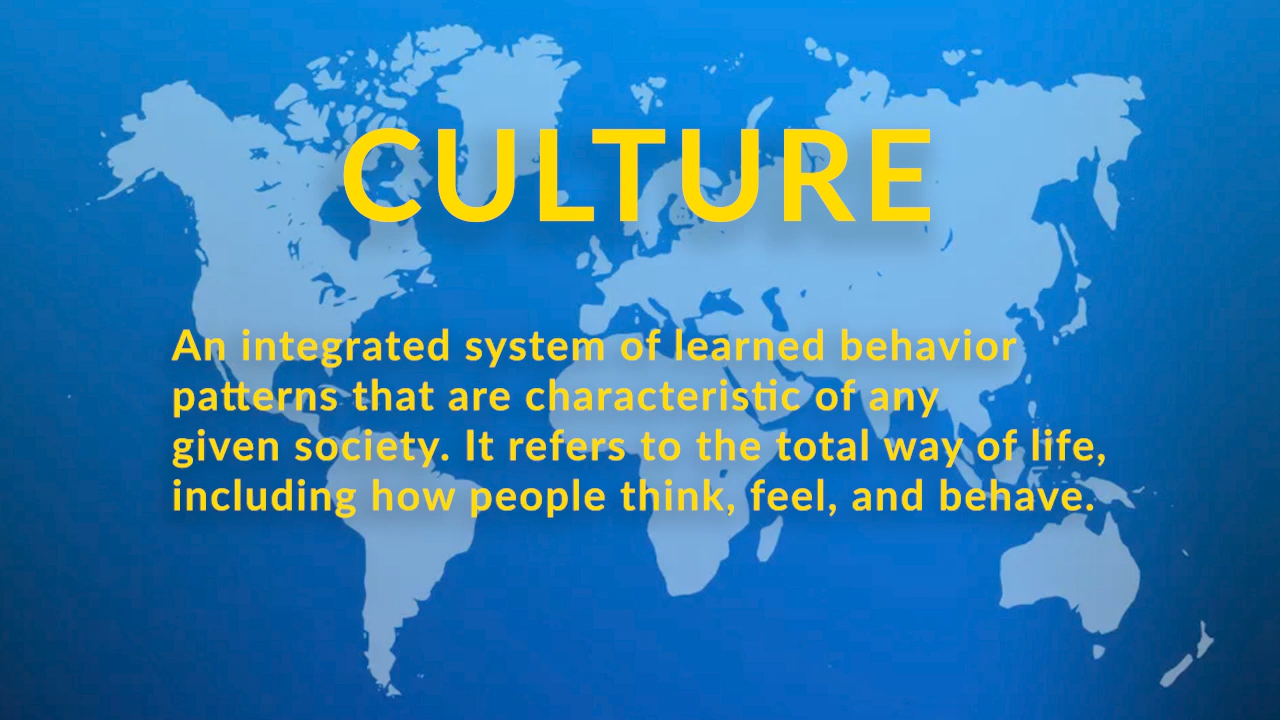 CULTURE
An integrated system of learned behavior
patterns that are characteristic of any
given society. It refers to the total way of life,
including how people think, feel, and behave.